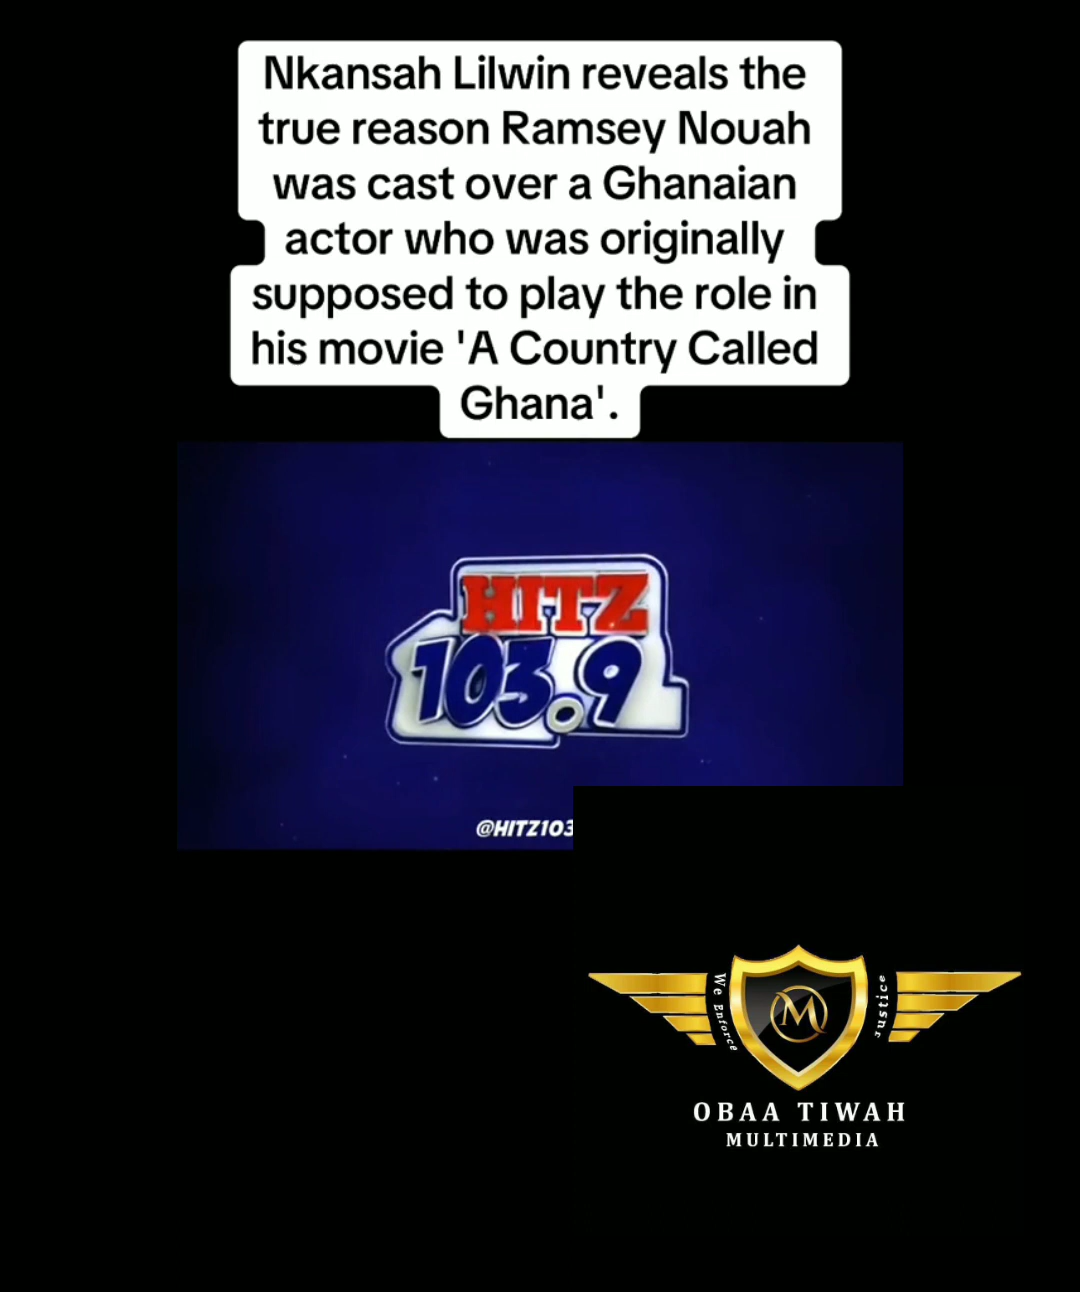 Nkansah Lilwin reveals the
true reason Ramsey Nouah
was cast over a Ghanaian
actor who was originally
supposed to play the role in
his movie 'A Country Called
Ghana'.
HITZ
103.9
@HITZ103
We Enforce
Justice
M
OBAA TIWAH
MULTIMEDIA